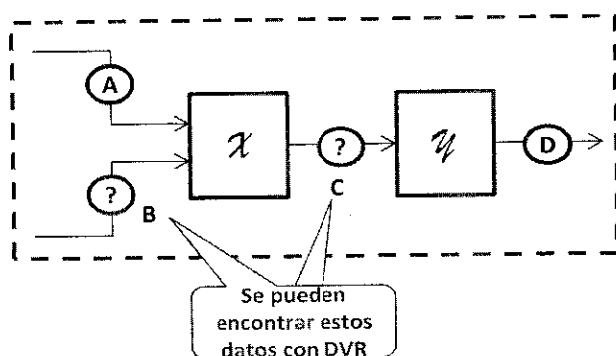 A
X
?
Y
D
?
B
C
Se pueden
encontrar estos
datos con DVR